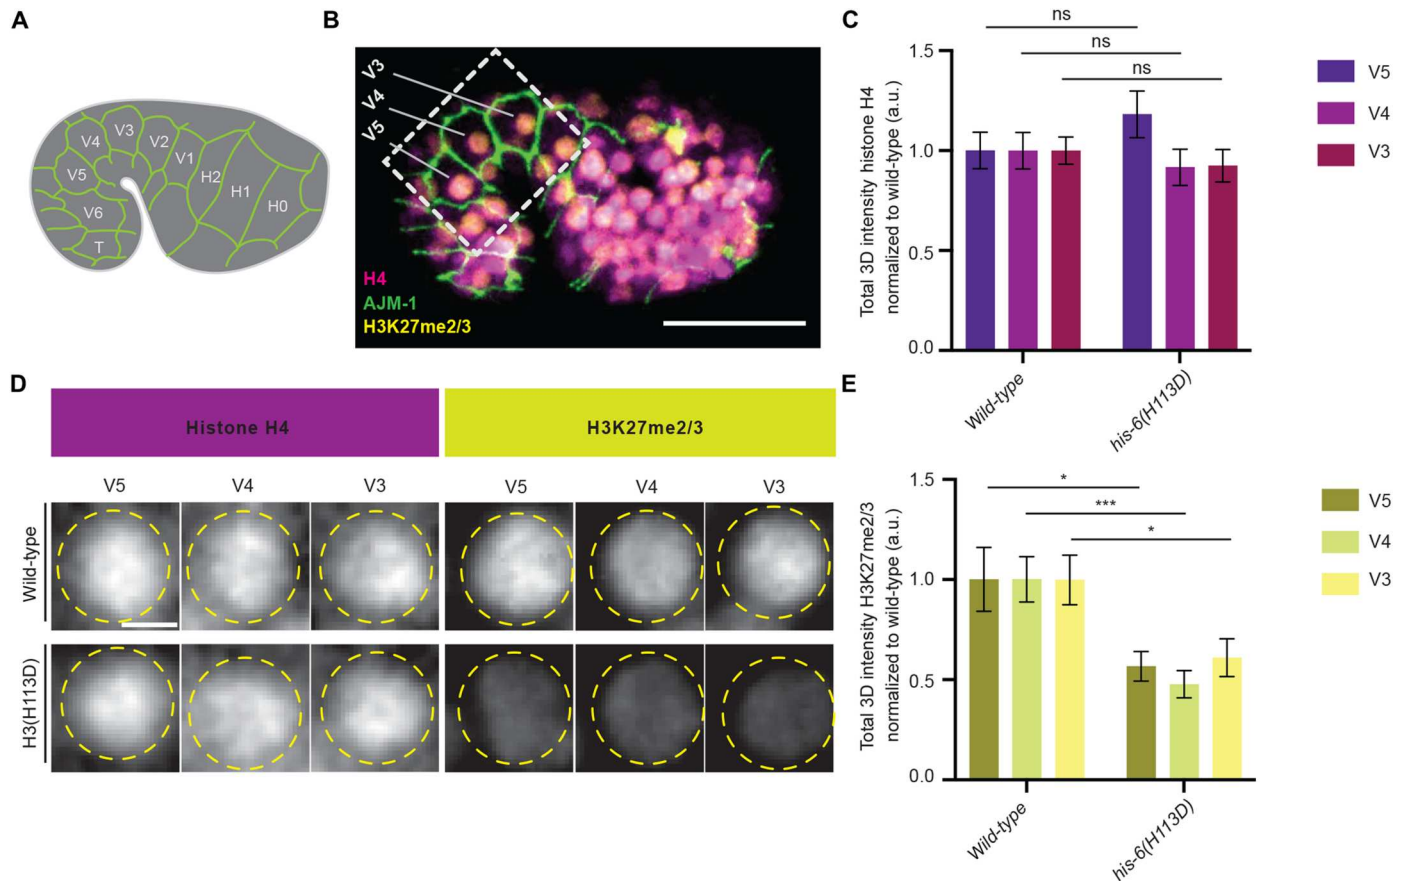 A
V4
V3
V2
V1
V5
H2
H1
H0
V6
T
B
V3
V4
V5
H4
AJM-1
H3K27me2/3
C
ns
ns
ns
Total 3D intensity histone H4
normalized to wild-type (a.u.)
1.5
1.0
0.5
0.0
Wild-type
his-6(H113D)
V5
V4
V3
D
Histone H4
H3K27me2/3
V5
V4
V3
V5
V4
V3
Wild-type
H3(H113D)
E
*
***
*
Total 3D intensity H3K27me2/3
normalized to wild-type (a.u.)
1.5
1.0
0.5
0.0
Wild-type
his-6(H113D)
V5
V4
V3